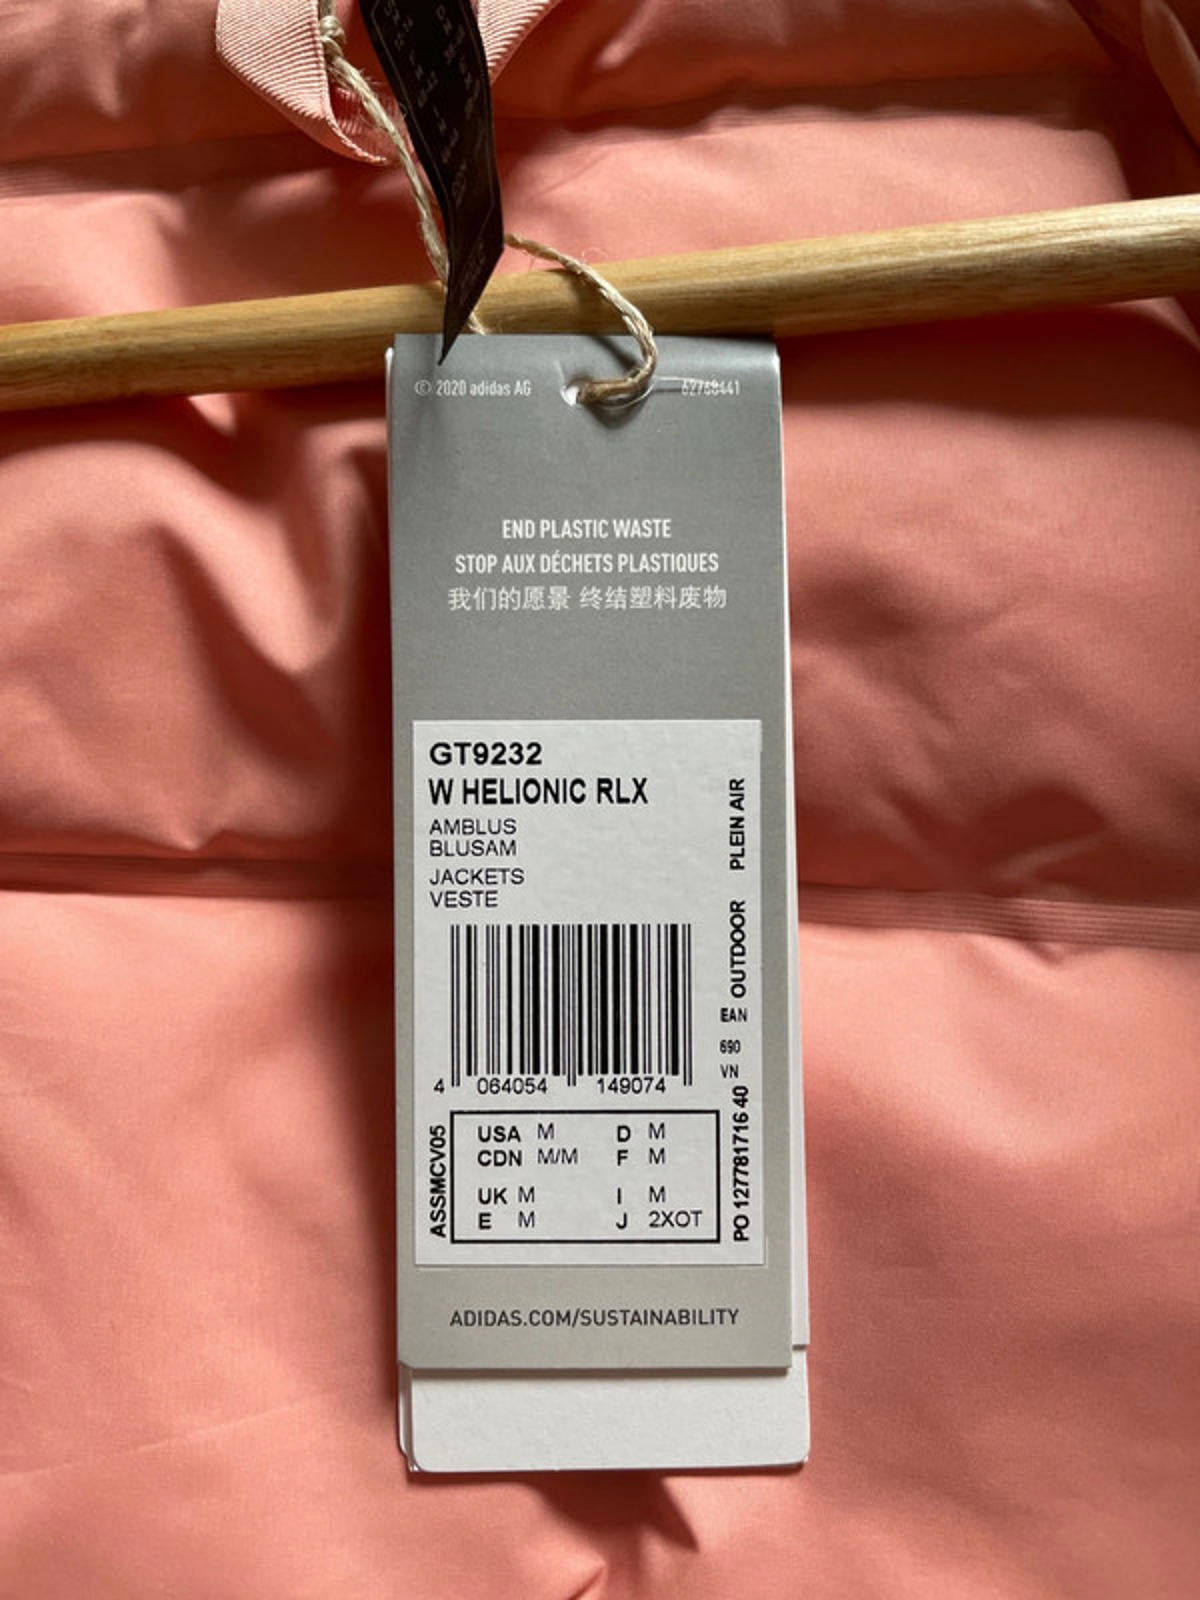 © 2020 adidas AG
62768441
END PLASTIC WASTE
STOP AUX DÉCHETS PLASTIQUES
我们的愿景 终结塑料废物
GT9232
W HELIONIC RLX
AMBLUS
BLUSAM
JACKETS
VESTE
OUTDOOR PLEIN AIR
EAN
690
VN
4 064054 149074
PO 127781716 40
ASSMCV05
USA M D M
CDN M/M F M
UK M I M
E M J 2XOT
ADIDAS.COM/SUSTAINABILITY